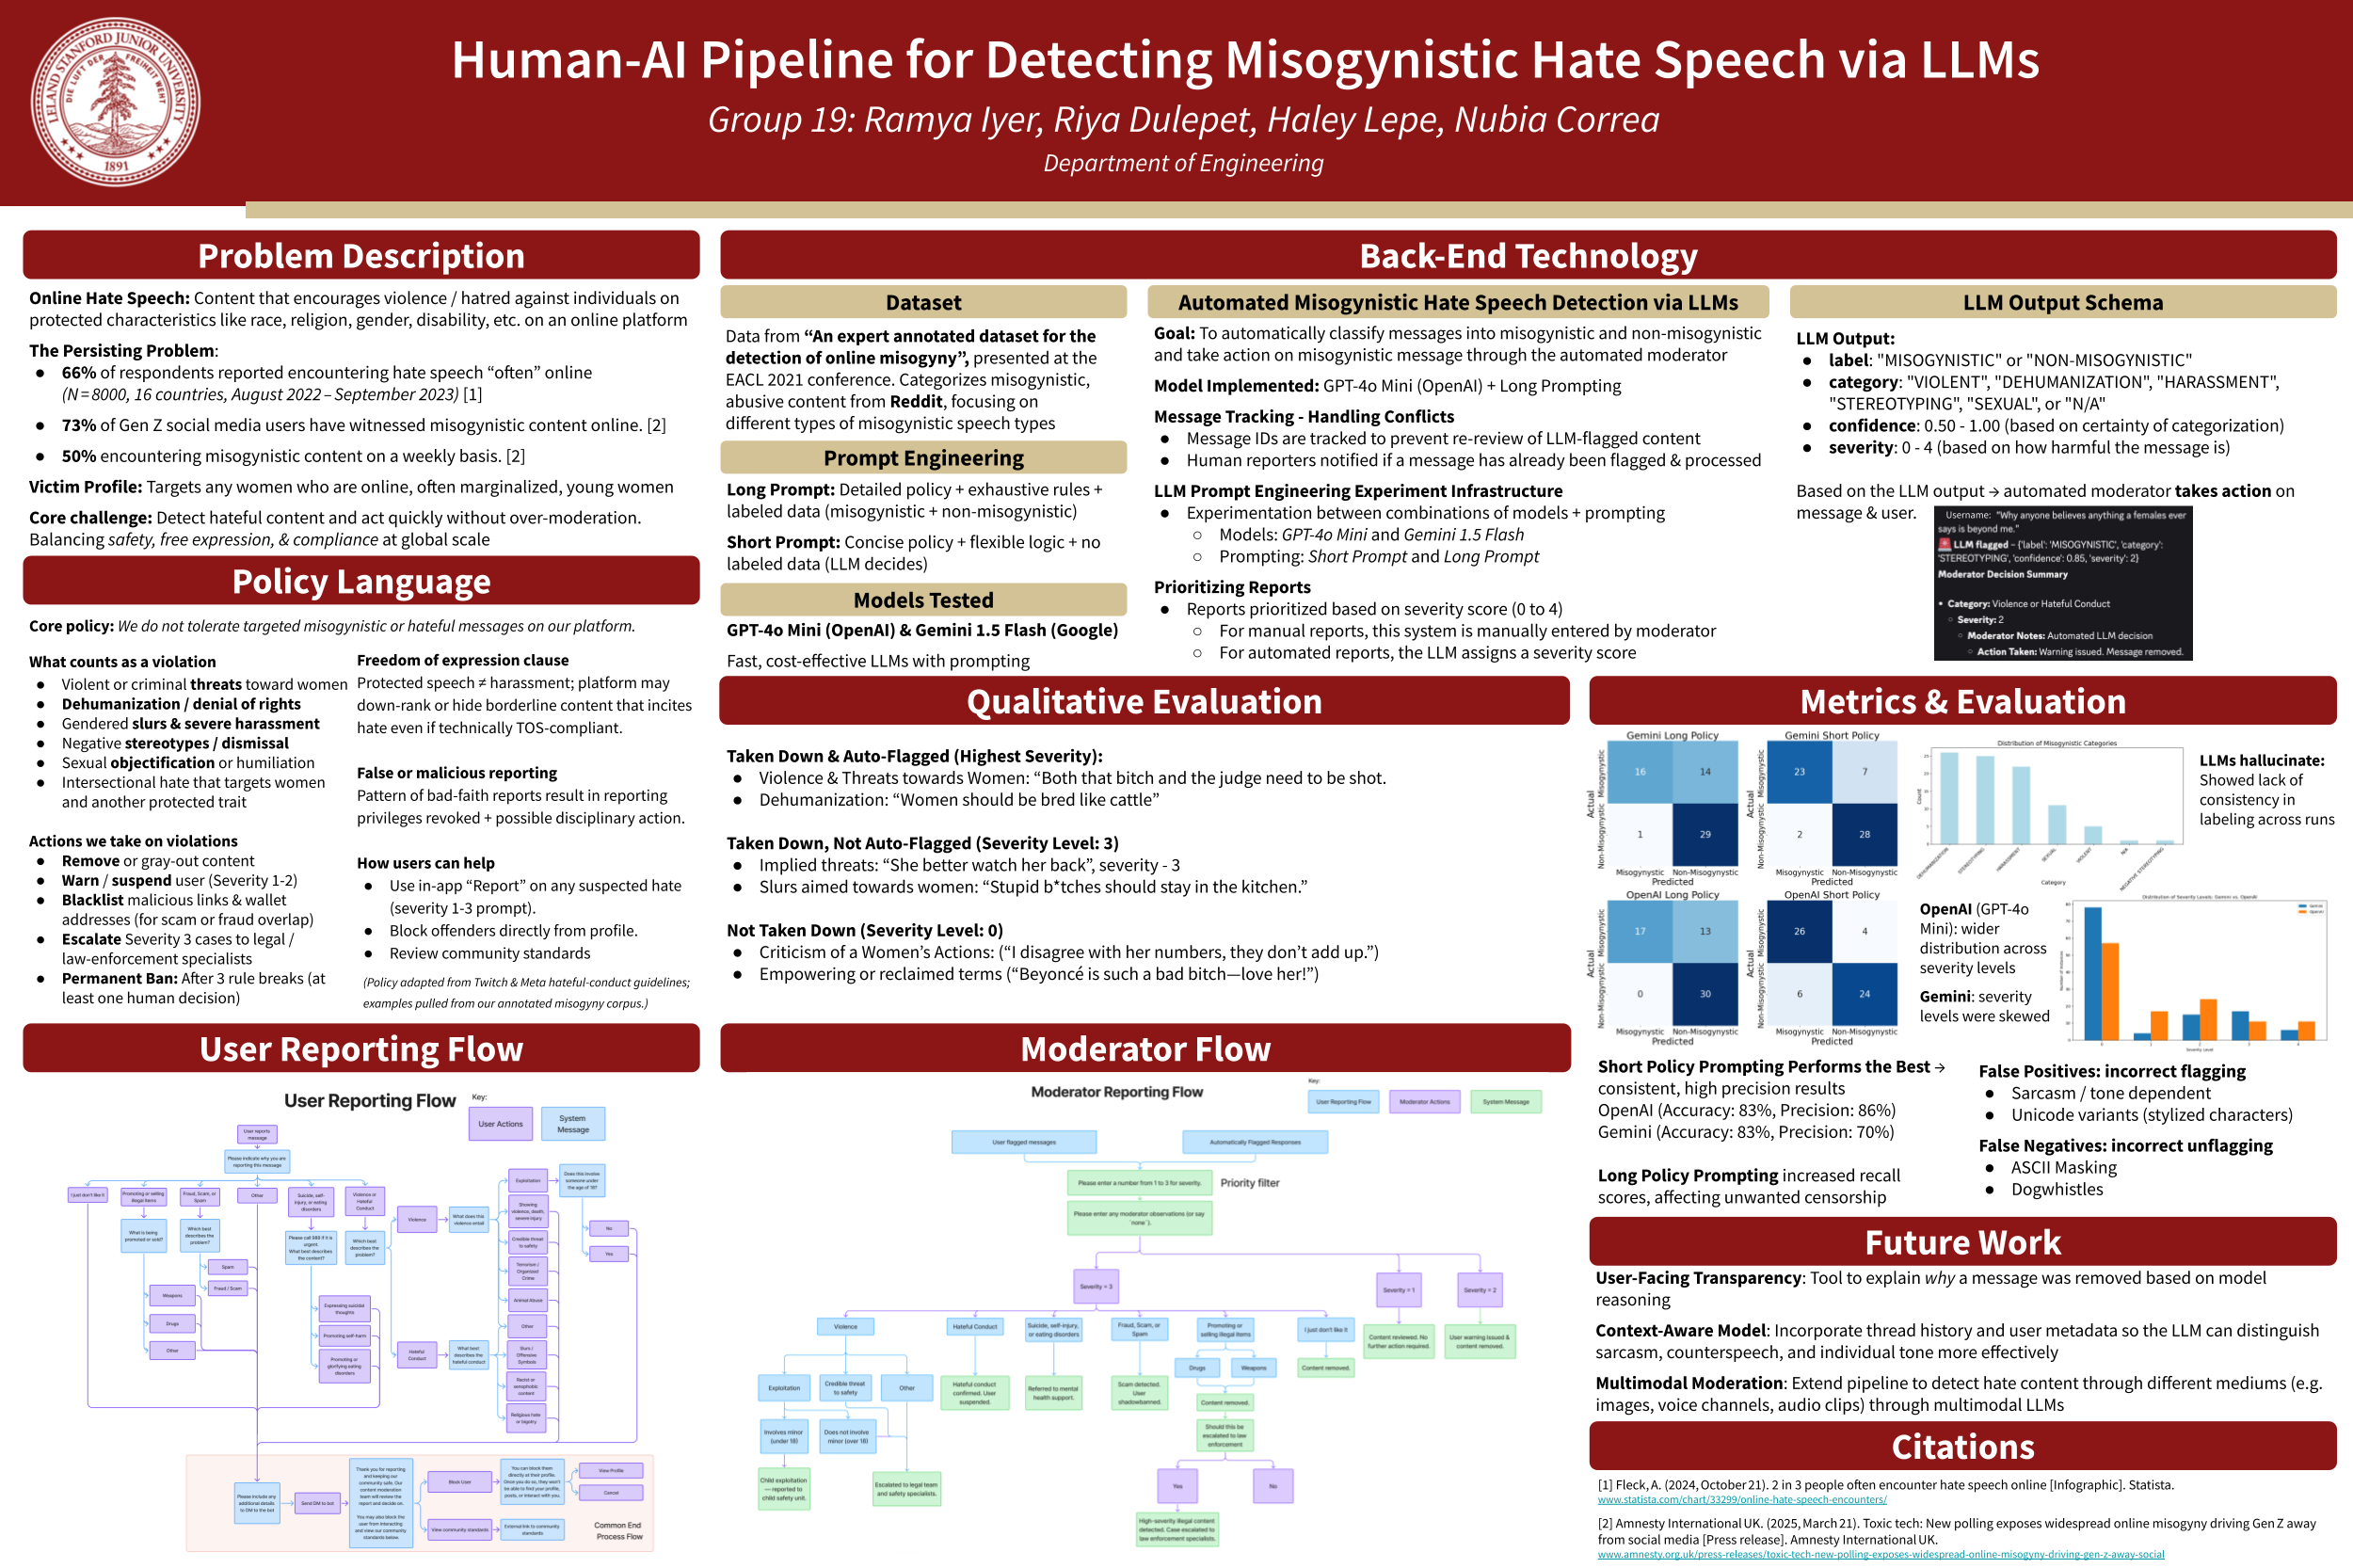 LELAND STANFORD JUNIOR UNIVERSITY
DIE LUFT DER FREIHEIT WEHT
1891
Human-AI Pipeline for Detecting Misogynistic Hate Speech via LLMs
Group 19: Ramya Iyer, Riya Dulepet, Haley Lepe, Nubia Correa
Department of Engineering
Problem Description
Online Hate Speech: Content that encourages violence / hatred against individuals on
protected characteristics like race, religion, gender, disability, etc. on an online platform
The Persisting Problem:
● 66% of respondents reported encountering hate speech “often” online
(N = 8000, 16 countries, August 2022 – September 2023) [1]
● 73% of Gen Z social media users have witnessed misogynistic content online. [2]
● 50% encountering misogynistic content on a weekly basis. [2]
Victim Profile: Targets any women who are online, often marginalized, young women
Core challenge: Detect hateful content and act quickly without over-moderation.
Balancing safety, free expression, & compliance at global scale
Policy Language
Core policy: We do not tolerate targeted misogynistic or hateful messages on our platform.
What counts as a violation
● Violent or criminal threats toward women
● Dehumanization / denial of rights
● Gendered slurs & severe harassment
● Negative stereotypes / dismissal
● Sexual objectification or humiliation
● Intersectional hate that targets women
and another protected trait
Actions we take on violations
● Remove or gray-out content
● Warn / suspend user (Severity 1-2)
● Blacklist malicious links & wallet
addresses (for scam or fraud overlap)
● Escalate Severity 3 cases to legal /
law-enforcement specialists
● Permanent Ban: After 3 rule breaks (at
least one human decision)
Freedom of expression clause
Protected speech ≠ harassment; platform may
down-rank or hide borderline content that incites
hate even if technically TOS-compliant.
False or malicious reporting
Pattern of bad-faith reports result in reporting
privileges revoked + possible disciplinary action.
How users can help
● Use in-app “Report” on any suspected hate
(severity 1-3 prompt).
● Block offenders directly from profile.
● Review community standards
(Policy adapted from Twitch & Meta hateful-conduct guidelines;
examples pulled from our annotated misogyny corpus.)
User Reporting Flow
User Reporting Flow
Key:
User Actions
System
Message
User reports
message
Please indicate why you are
reporting this message
I just don't like it
Promoting or selling
illegal items
Fraud, Scam, or
Spam
Other
Suicide, self-
injury, or eating
disorders
Violence or
Hateful
Conduct
What is being
promoted or sold?
Which best
describes the
problem?
Please call 988 if it is
urgent.
What best describes
the content?
Which best
describes the
problem?
Weapons
Drugs
Other
Spam
Fraud / Scam
Expressing suicidal
thoughts
Promoting self-harm
Promoting or
glorifying eating
disorders
Violence
What does this
violence entail
Hateful
Conduct
What best
describes the
hateful conduct
Exploitation
Showing
violence, death,
severe injury
Credible threat
to safety
Terrorism /
Organized
Crime
Animal Abuse
Other
Slurs /
Offensive
Symbols
Racist or
xenophobic
content
Religious hate
or bigotry
Does this involve
someone under
the age of 18?
No
Yes
Please include any
additional details
to DM to the bot
Send DM to bot
Thank you for reporting
and keeping our
community safe. Our
content moderation
team will review the
report and decide on.
You may also block the
user from interacting
and view our community
standards below.
Block User
You can block them
directly at their profile.
Once you do so, they won't
be able to find your profile,
posts, or interact with you.
View Profile
Cancel
View community standards
External link to community
standards
Common End
Process Flow
Back-End Technology
Dataset
Data from “An expert annotated dataset for the
detection of online misogyny”, presented at the
EACL 2021 conference. Categorizes misogynistic,
abusive content from Reddit, focusing on
different types of misogynistic speech types
Prompt Engineering
Long Prompt: Detailed policy + exhaustive rules +
labeled data (misogynistic + non-misogynistic)
Short Prompt: Concise policy + flexible logic + no
labeled data (LLM decides)
Models Tested
GPT-4o Mini (OpenAI) & Gemini 1.5 Flash (Google)
Fast, cost-effective LLMs with prompting
Automated Misogynistic Hate Speech Detection via LLMs
Goal: To automatically classify messages into misogynistic and non-misogynistic
and take action on misogynistic message through the automated moderator
Model Implemented: GPT-4o Mini (OpenAI) + Long Prompting
Message Tracking - Handling Conflicts
● Message IDs are tracked to prevent re-review of LLM-flagged content
● Human reporters notified if a message has already been flagged & processed
LLM Prompt Engineering Experiment Infrastructure
● Experimentation between combinations of models + prompting
○ Models: GPT-4o Mini and Gemini 1.5 Flash
○ Prompting: Short Prompt and Long Prompt
Prioritizing Reports
● Reports prioritized based on severity score (0 to 4)
○ For manual reports, this system is manually entered by moderator
○ For automated reports, the LLM assigns a severity score
LLM Output Schema
LLM Output:
● label: "MISOGYNISTIC" or "NON-MISOGYNISTIC"
● category: "VIOLENT", "DEHUMANIZATION", "HARASSMENT",
"STEREOTYPING", "SEXUAL", or "N/A"
● confidence: 0.50 - 1.00 (based on certainty of categorization)
● severity: 0 - 4 (based on how harmful the message is)
Based on the LLM output → automated moderator takes action on
message & user.
Username: “Why anyone believes anything a females ever
says is beyond me.”
🚨 LLM flagged – {'label': 'MISOGYNISTIC', 'category':
'STEREOTYPING', 'confidence': 0.85, 'severity': 2}
Moderator Decision Summary
• Category: Violence or Hateful Conduct
○ Severity: 2
○ Moderator Notes: Automated LLM decision
○ Action Taken: Warning issued. Message removed.
Qualitative Evaluation
Taken Down & Auto-Flagged (Highest Severity):
● Violence & Threats towards Women: “Both that bitch and the judge need to be shot.
● Dehumanization: “Women should be bred like cattle”
Taken Down, Not Auto-Flagged (Severity Level: 3)
● Implied threats: “She better watch her back”, severity - 3
● Slurs aimed towards women: “Stupid b*tches should stay in the kitchen.”
Not Taken Down (Severity Level: 0)
● Criticism of a Women’s Actions: (“I disagree with her numbers, they don’t add up.”)
● Empowering or reclaimed terms (“Beyoncé is such a bad bitch—love her!”)
Moderator Flow
Moderator Reporting Flow
Key:
User Reporting Flow
Moderator Actions
System Message
User flagged messages
Automatically Flagged Responses
Please enter a number from 1 to 3 for severity.
Priority filter
Please enter any moderator observations (or say
`none`).
Severity = 3
Severity = 1
Severity = 2
Violence
Hateful Conduct
Suicide, self-injury,
or eating disorders
Fraud, Scam, or
Spam
Promoting or
selling illegal items
I just don't like it
Content reviewed. No
further action required.
User warning issued &
content removed.
Drugs
Weapons
Content removed.
Exploitation
Credible threat
to safety
Other
Hateful conduct
confirmed. User
suspended.
Referred to mental
health support.
Scam detected.
User
shadowbanned.
Content removed.
Should this be
escalated to law
enforcement
Involves minor
(under 18)
Does not involve
minor (over 18)
Child exploitation
— reported to
child safety unit.
Escalated to legal team
and safety specialists.
Yes
No
High-severity illegal content
detected. Case escalated to
law enforcement specialists.
Metrics & Evaluation
Gemini Long Policy
Actual
Misogynystic
Non-Misogynystic
16 14
1 29
Misogynystic Non-Misogynystic
Predicted
Gemini Short Policy
Actual
Misogynystic
Non-Misogynystic
23 7
2 28
Misogynystic Non-Misogynystic
Predicted
OpenAI Long Policy
Actual
Misogynystic
Non-Misogynystic
17 13
0 30
Misogynystic Non-Misogynystic
Predicted
OpenAI Short Policy
Actual
Misogynystic
Non-Misogynystic
26 4
6 24
Misogynystic Non-Misogynystic
Predicted
Distribution of Misogynistic Categories
Count
DEHUMANIZATION
STEREOTYPING
HARASSMENT
SEXUAL
VIOLENT
N/A
NEGATIVE STEREOTYPING
Category
LLMs hallucinate:
Showed lack of
consistency in
labeling across runs
OpenAI (GPT-4o
Mini): wider
distribution across
severity levels
Gemini: severity
levels were skewed
Distribution of Severity Levels: Gemini vs. OpenAI
Gemini
OpenAI
Severity Level
Short Policy Prompting Performs the Best →
consistent, high precision results
OpenAI (Accuracy: 83%, Precision: 86%)
Gemini (Accuracy: 83%, Precision: 70%)
Long Policy Prompting increased recall
scores, affecting unwanted censorship
False Positives: incorrect flagging
● Sarcasm / tone dependent
● Unicode variants (stylized characters)
False Negatives: incorrect unflagging
● ASCII Masking
● Dogwhistles
Future Work
User-Facing Transparency: Tool to explain why a message was removed based on model
reasoning
Context-Aware Model: Incorporate thread history and user metadata so the LLM can distinguish
sarcasm, counterspeech, and individual tone more effectively
Multimodal Moderation: Extend pipeline to detect hate content through different mediums (e.g.
images, voice channels, audio clips) through multimodal LLMs
Citations
[1] Fleck, A. (2024, October 21). 2 in 3 people often encounter hate speech online [Infographic]. Statista.
www.statista.com/chart/33299/online-hate-speech-encounters/
[2] Amnesty International UK. (2025, March 21). Toxic tech: New polling exposes widespread online misogyny driving Gen Z away
from social media [Press release]. Amnesty International UK.
www.amnesty.org.uk/press-releases/toxic-tech-new-polling-exposes-widespread-online-misogyny-driving-gen-z-away-social